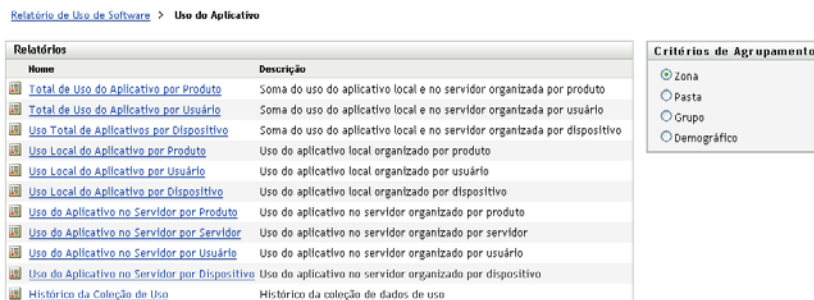 Relatório de Uso de Software > Uso do Aplicativo
Relatórios
Nome Descrição
Total de Uso do Aplicativo por Produto Soma do uso do aplicativo local e no servidor organizada por produto
Total de Uso do Aplicativo por Usuário Soma do uso do aplicativo local e no servidor organizada por usuário
Uso Total de Aplicativos por Dispositivo Soma do uso do aplicativo local e no servidor organizada por dispositivo
Uso Local do Aplicativo por Produto Uso do aplicativo local organizado por produto
Uso Local do Aplicativo por Usuário Uso do aplicativo local organizado por usuário
Uso Local do Aplicativo por Dispositivo Uso do aplicativo local organizado por dispositivo
Uso do Aplicativo no Servidor por Produto Uso do aplicativo no servidor organizado por produto
Uso do Aplicativo no Servidor por Servidor Uso do aplicativo no servidor organizado por servidor
Uso do Aplicativo no Servidor por Usuário Uso do aplicativo no servidor organizado por usuário
Uso do Aplicativo no Servidor por Dispositivo Uso do aplicativo no servidor organizado por dispositivo
Histórico da Coleção de Uso Histórico da coleção de dados de uso
Critérios de Agrupamento
Zona
Pasta
Grupo
Demográfico